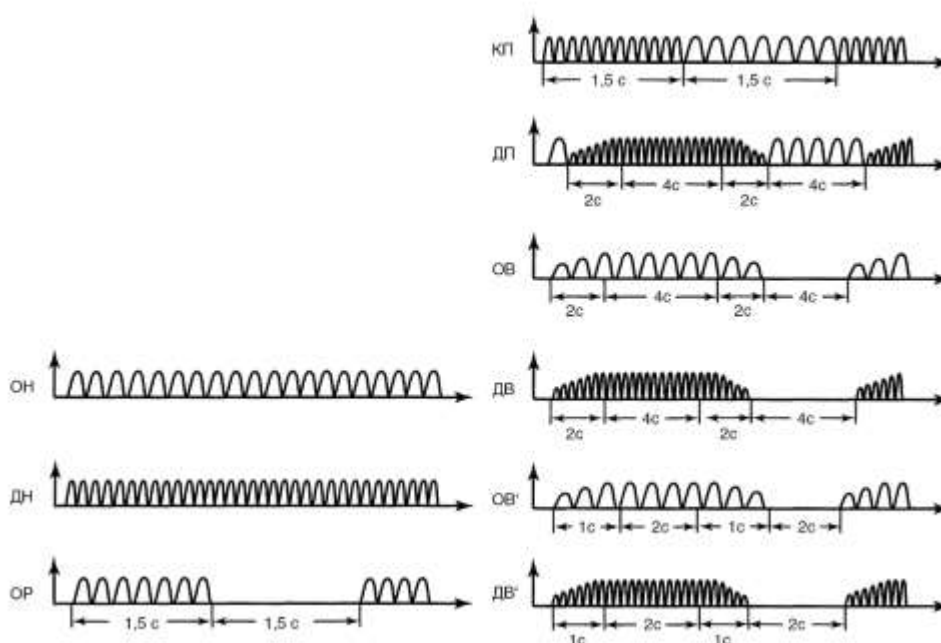 КП
1,5 с 1,5 с
ДП
2с 4с 2с 4с
ОВ
2с 4с 2с 4с
ОН
ДВ
2с 4с 2с 4с
ДН
ОВ'
1с 2с 1с 2с
ОР
1,5 с 1,5 с
ДВ'
1с 2с 1с 2с